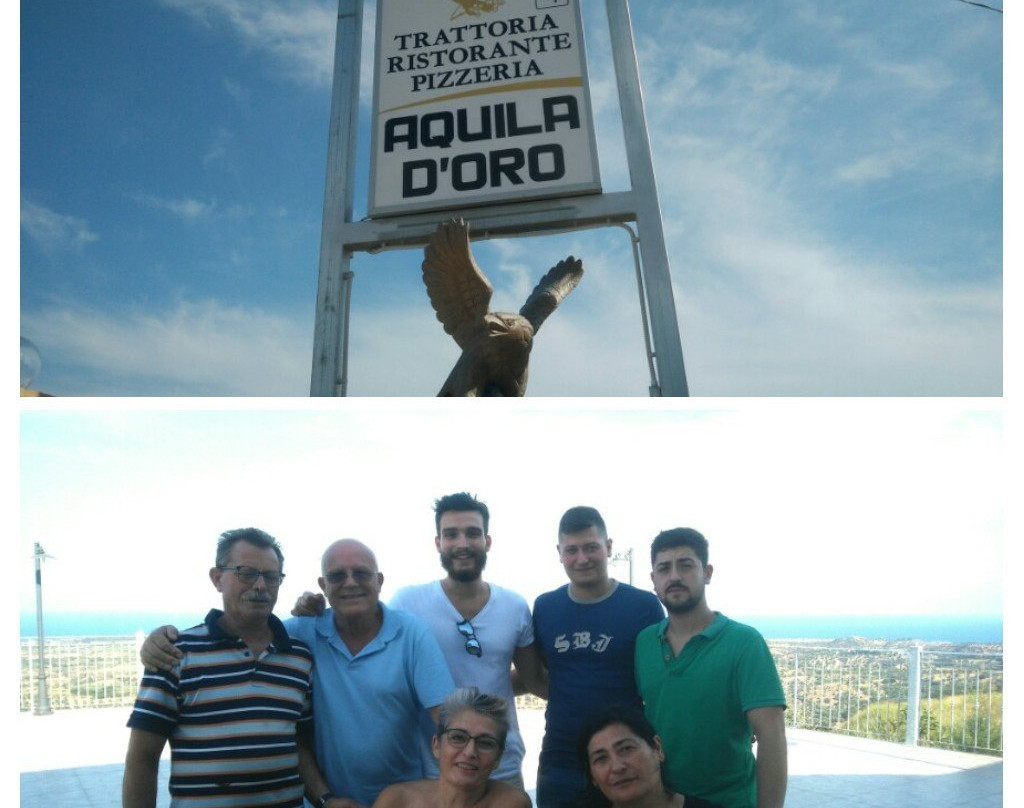 TRATTORIA
RISTORANTE
PIZZERIA
AQUILA
D'ORO
SBJ